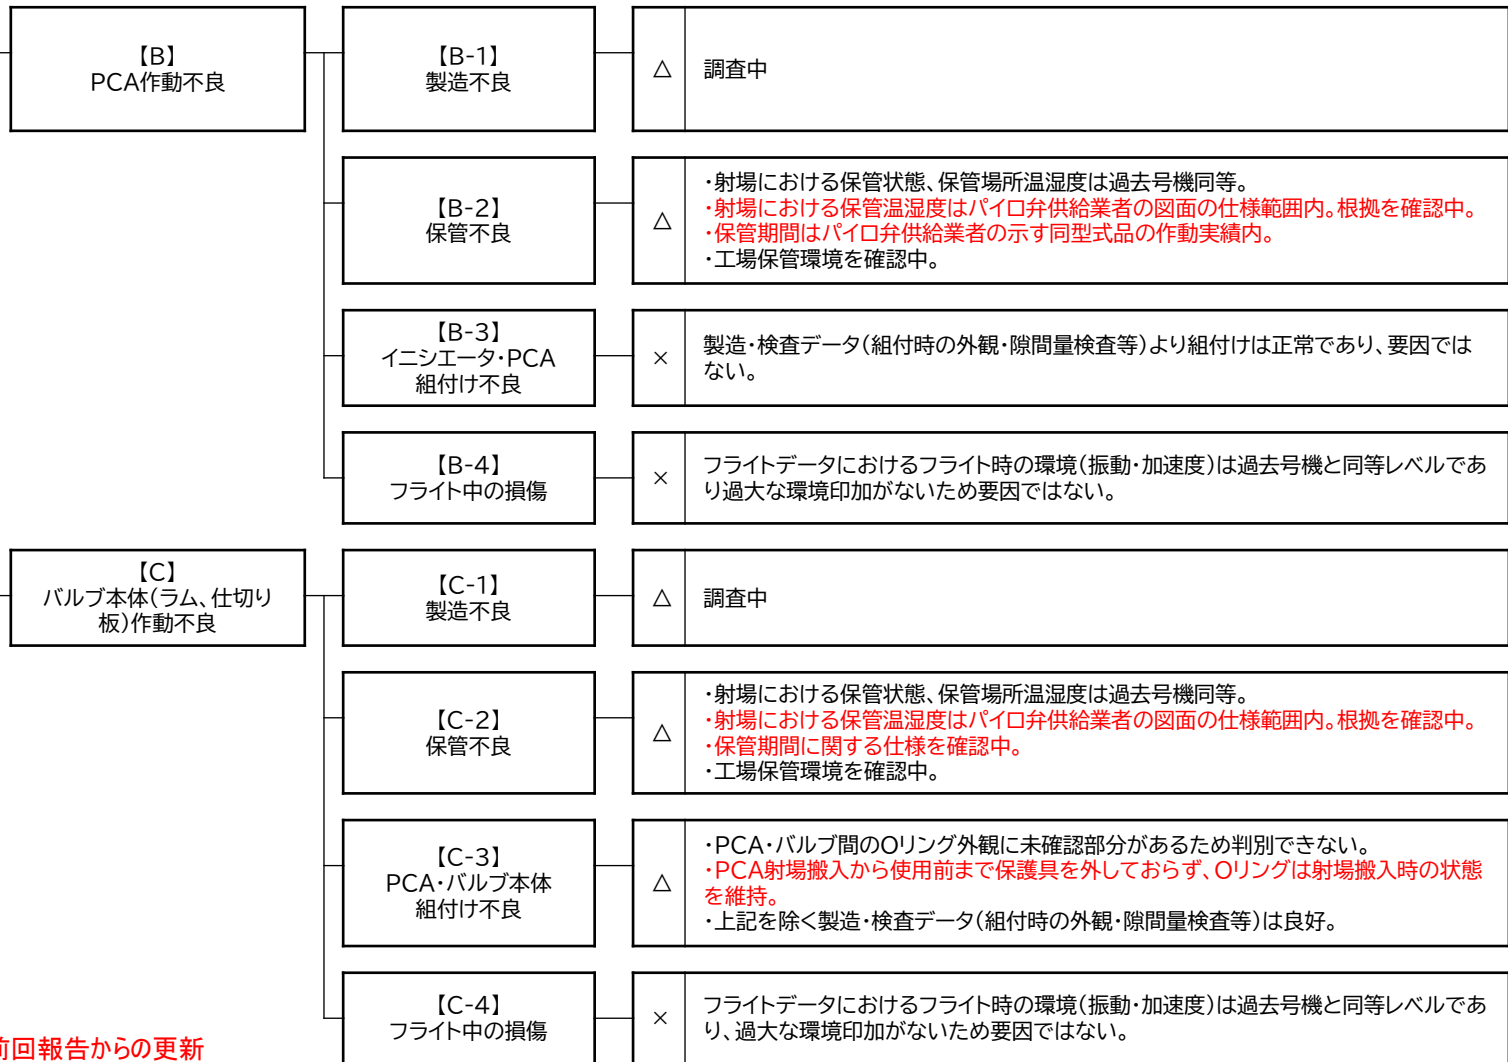 【B】
PCA作動不良
【B-1】
製造不良
△
調査中
【B-2】
保管不良
△
・射場における保管状態、保管場所温湿度は過去号機同等。
・射場における保管温湿度はパイロ弁供給業者の図面の仕様範囲内。根拠を確認中。
・保管期間はパイロ弁供給業者の示す同型式品の作動実績内。
・工場保管環境を確認中。
【B-3】
イニシエータ・PCA
組付け不良
×
製造・検査データ(組付時の外観・隙間量検査等)より組付けは正常であり、要因では
ない。
【B-4】
フライト中の損傷
×
フライトデータにおけるフライト時の環境(振動・加速度)は過去号機と同等レベルであ
り過大な環境印加がないため要因ではない。
【C】
バルブ本体(ラム、仕切り
板)作動不良
【C-1】
製造不良
△
調査中
【C-2】
保管不良
△
・射場における保管状態、保管場所温湿度は過去号機同等。
・射場における保管温湿度はパイロ弁供給業者の図面の仕様範囲内。根拠を確認中。
・保管期間に関する仕様を確認中。
・工場保管環境を確認中。
【C-3】
PCA・バルブ本体
組付け不良
△
・PCA・バルブ間のOリング外観に未確認部分があるため判別できない。
・PCA射場搬入から使用前まで保護具を外しておらず、Oリングは射場搬入時の状態
を維持。
・上記を除く製造・検査データ(組付時の外観・隙間量検査等)は良好。
【C-4】
フライト中の損傷
×
フライトデータにおけるフライト時の環境(振動・加速度)は過去号機と同等レベルであ
り、過大な環境印加がないため要因ではない。
前回報告からの更新